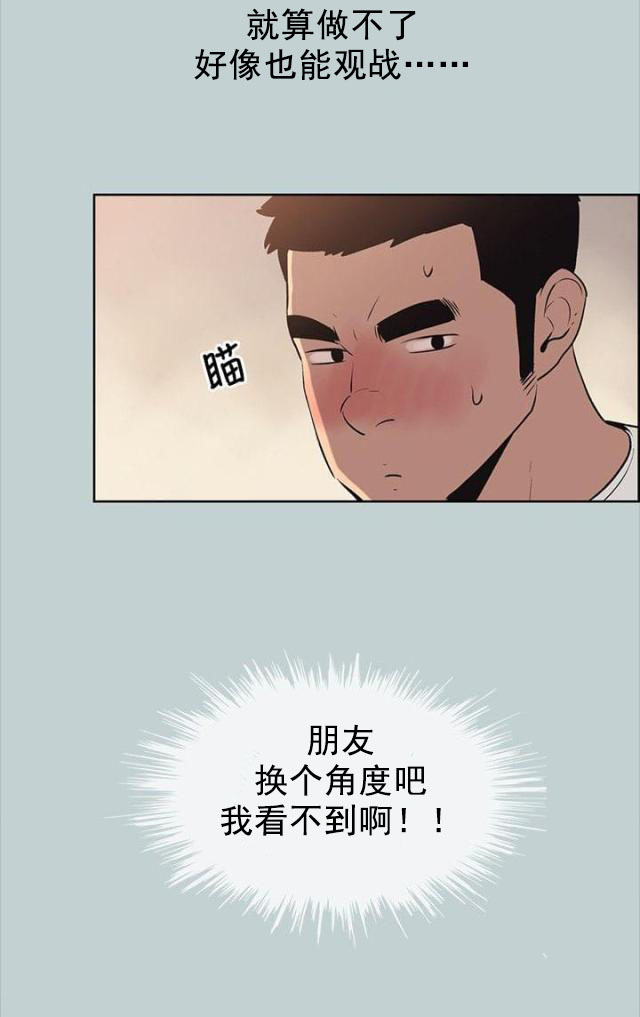 就算做不了
好像也能观战……
瞄
朋友
换个角度吧
我看不到啊！！